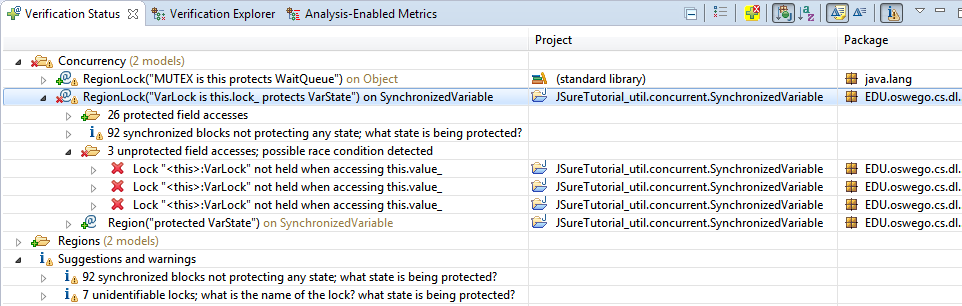 Verification Status Verification Explorer Analysis-Enabled Metrics
Project Package
Concurrency (2 models)
RegionLock("MUTEX is this protects WaitQueue") on Object (standard library) java.lang
RegionLock("VarLock is this.lock_ protects VarState") on SynchronizedVariable JSureTutorial_util.concurrent.SynchronizedVariable EDU.oswego.cs.dl.
26 protected field accesses
92 synchronized blocks not protecting any state; what state is being protected?
3 unprotected field accesses; possible race condition detected
Lock "<this>:VarLock" not held when accessing this.value_ JSureTutorial_util.concurrent.SynchronizedVariable EDU.oswego.cs.dl.
Lock "<this>:VarLock" not held when accessing this.value_ JSureTutorial_util.concurrent.SynchronizedVariable EDU.oswego.cs.dl.
Lock "<this>:VarLock" not held when accessing this.value_ JSureTutorial_util.concurrent.SynchronizedVariable EDU.oswego.cs.dl.
Region("protected VarState") on SynchronizedVariable JSureTutorial_util.concurrent.SynchronizedVariable EDU.oswego.cs.dl.
Regions (2 models)
Suggestions and warnings
92 synchronized blocks not protecting any state; what state is being protected?
7 unidentifiable locks; what is the name of the lock? what state is being protected?